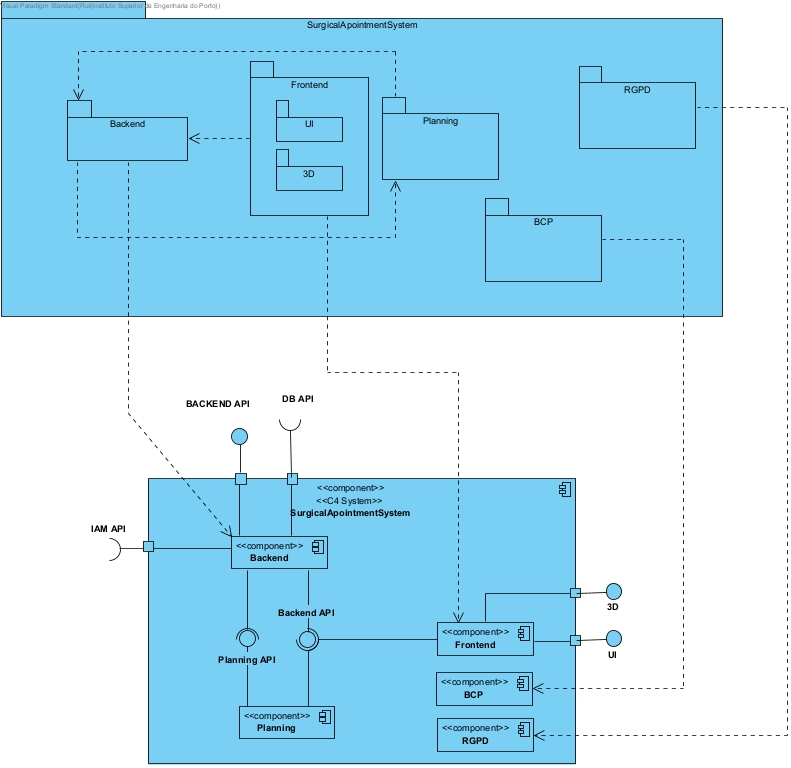 Visual Paradigm Standard(Rui(Instituto Superior de Engenharia do Porto))
SurgicalApointmentSystem
Frontend
RGPD
UI
Backend
Planning
3D
BCP
DB API
BACKEND API
<<component>>
<<C4 System>>
SurgicalApointmentSystem
IAM API
<<component>>
Backend
3D
Backend API
<<component>>
Frontend
UI
Planning API
<<component>>
BCP
<<component>>
Planning
<<component>>
RGPD